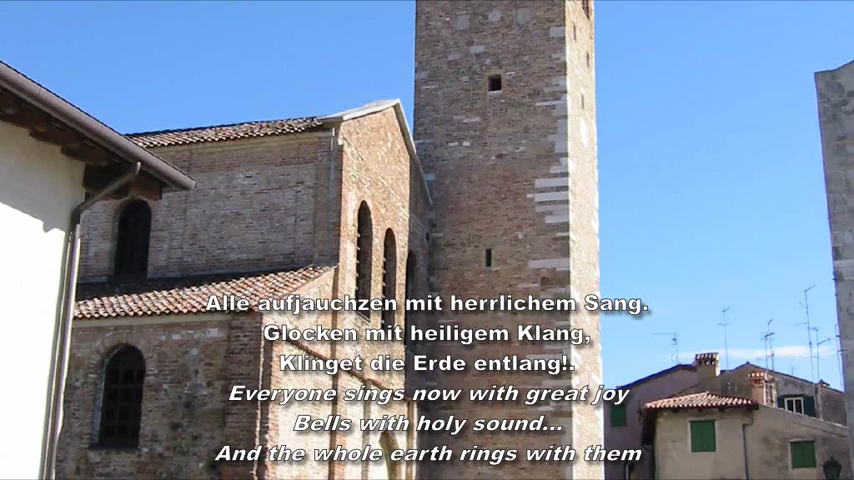 Alle aufjauchzen mit herrlichem Sang.
Glocken mit heiligem Klang,
Klinget die Erde entlang!.
Everyone sings now with great joy
Bells with holy sound...
And the whole earth rings with them